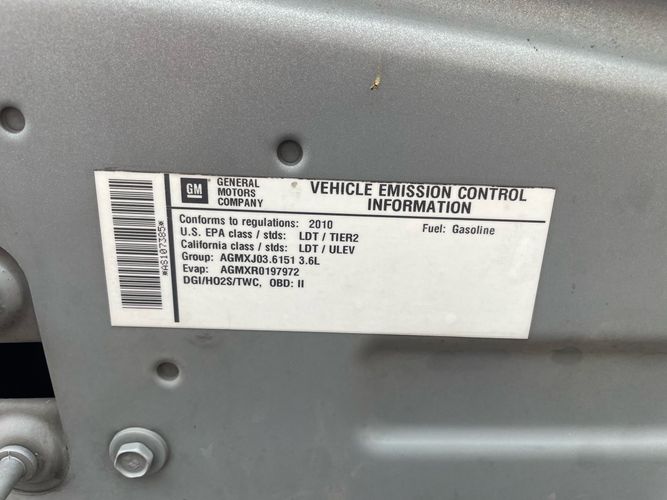 GM
GENERAL
MOTORS
COMPANY
VEHICLE EMISSION CONTROL
INFORMATION
Conforms to regulations: 2010
Fuel: Gasoline
U.S. EPA class / stds: LDT / TIER2
California class / stds: LDT / ULEV
Group: AGMXJ03.6151 3.6L
Evap: AGMXR0197972
DGI/HO2S/TWC, OBD: II
*AS107385*